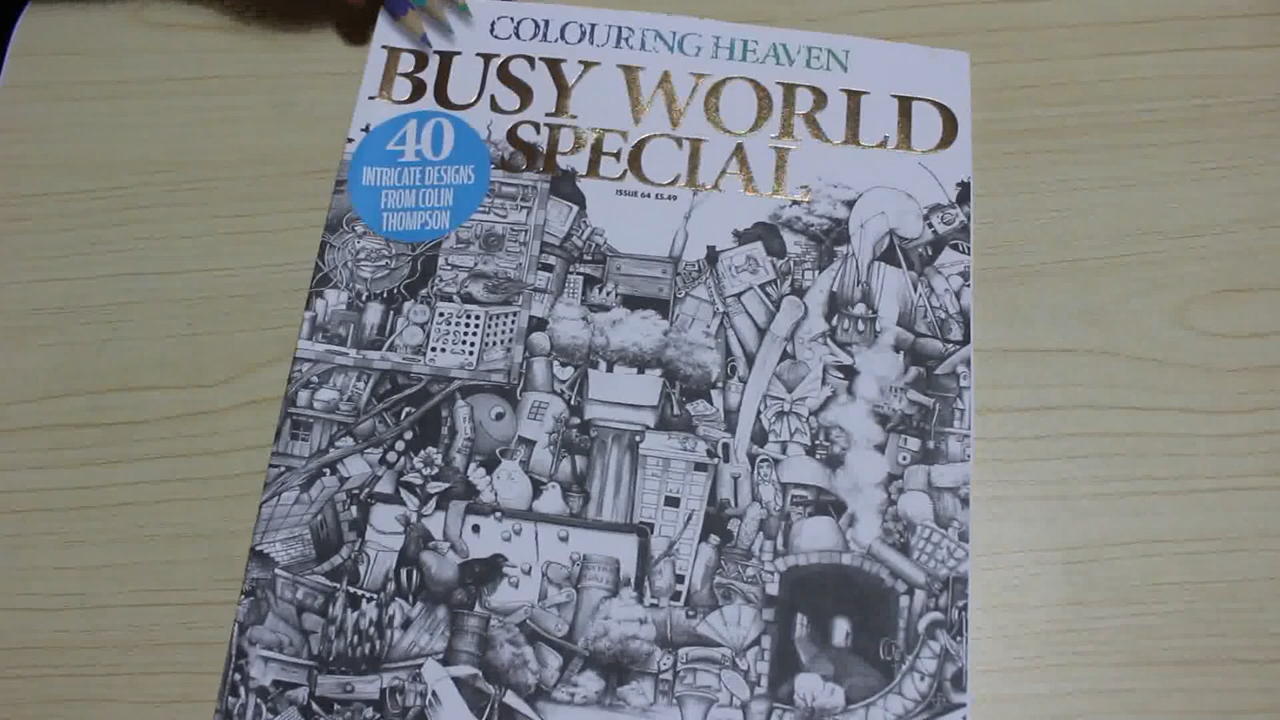 COLOURING HEAVEN
BUSY WORLD
SPECIAL
ISSUE 64 £5.49
40
INTRICATE DESIGNS
FROM COLIN
THOMPSON